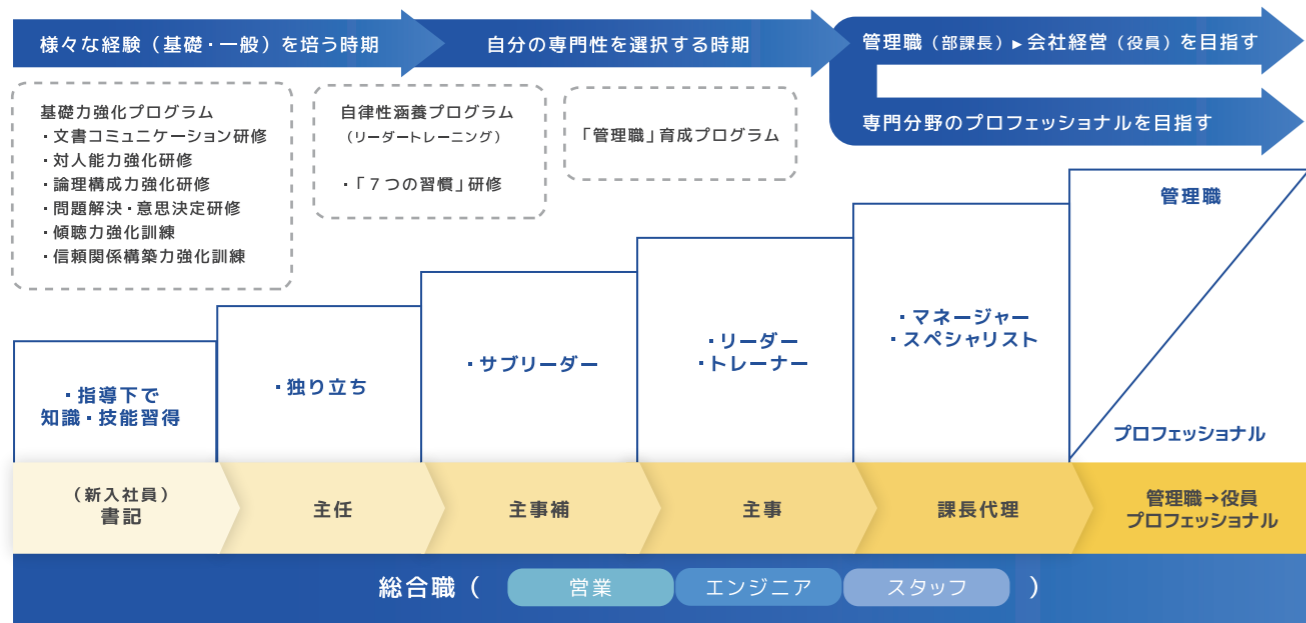 様々な経験（基礎・一般）を培う時期
自分の専門性を選択する時期
管理職（部課長）▶会社経営（役員）を目指す
専門分野のプロフェッショナルを目指す
基礎力強化プログラム
・文書コミュニケーション研修
・対人能力強化研修
・論理構成力強化研修
・問題解決・意思決定研修
・傾聴力強化訓練
・信頼関係構築力強化訓練
自律性涵養プログラム
（リーダートレーニング）
・「７つの習慣」研修
「管理職」育成プログラム
・指導下で
知識・技能習得
・独り立ち
・サブリーダー
・リーダー
・トレーナー
・マネージャー
・スペシャリスト
管理職
プロフェッショナル
（新入社員）
書記
主任
主事補
主事
課長代理
管理職→役員
プロフェッショナル
総合職（ 営業 エンジニア スタッフ ）